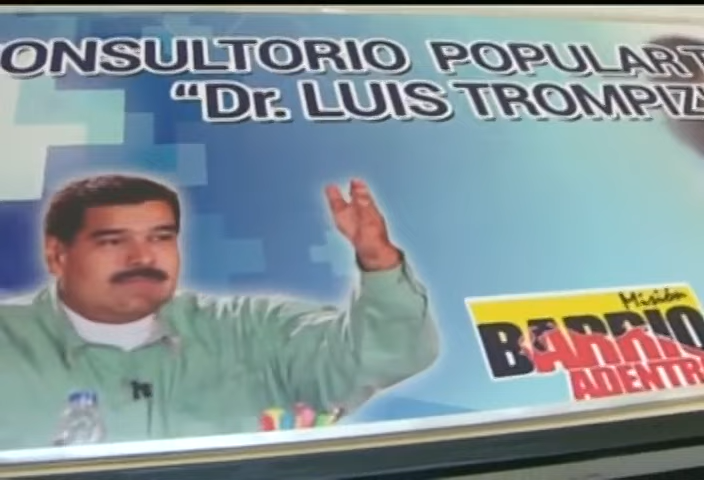 ONSULTORIO POPULAR T
"Dr. LUIS TROMPIZ"
Misión
BARRIO
ADENTR